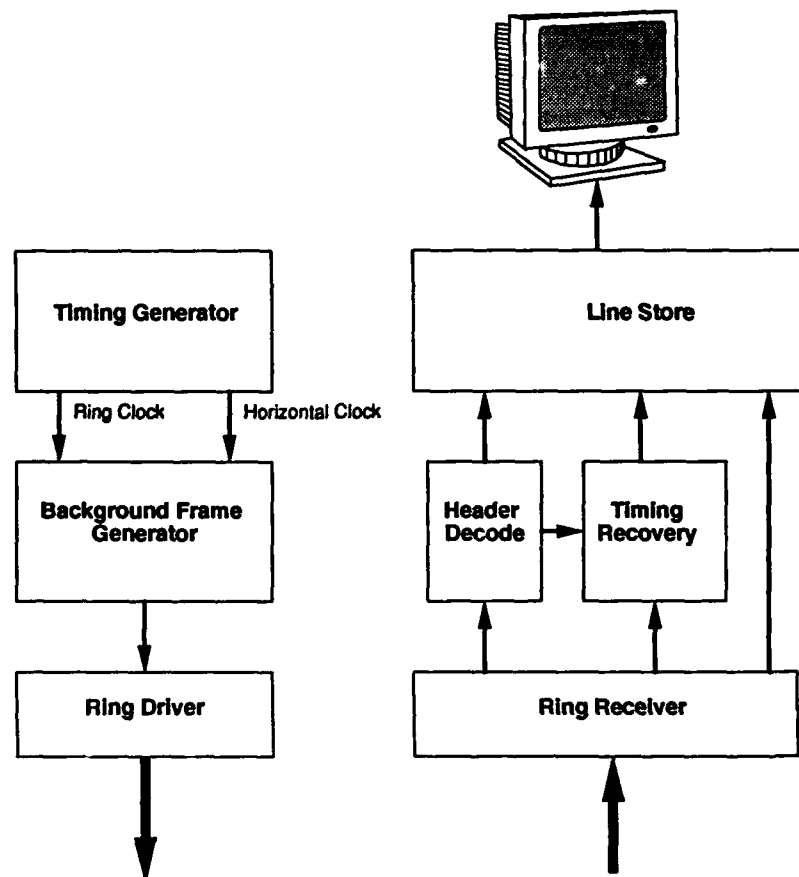 Timing Generator
Ring Clock
Horizontal Clock
Background Frame
Generator
Ring Driver
Line Store
Header
Decode
Timing
Recovery
Ring Receiver